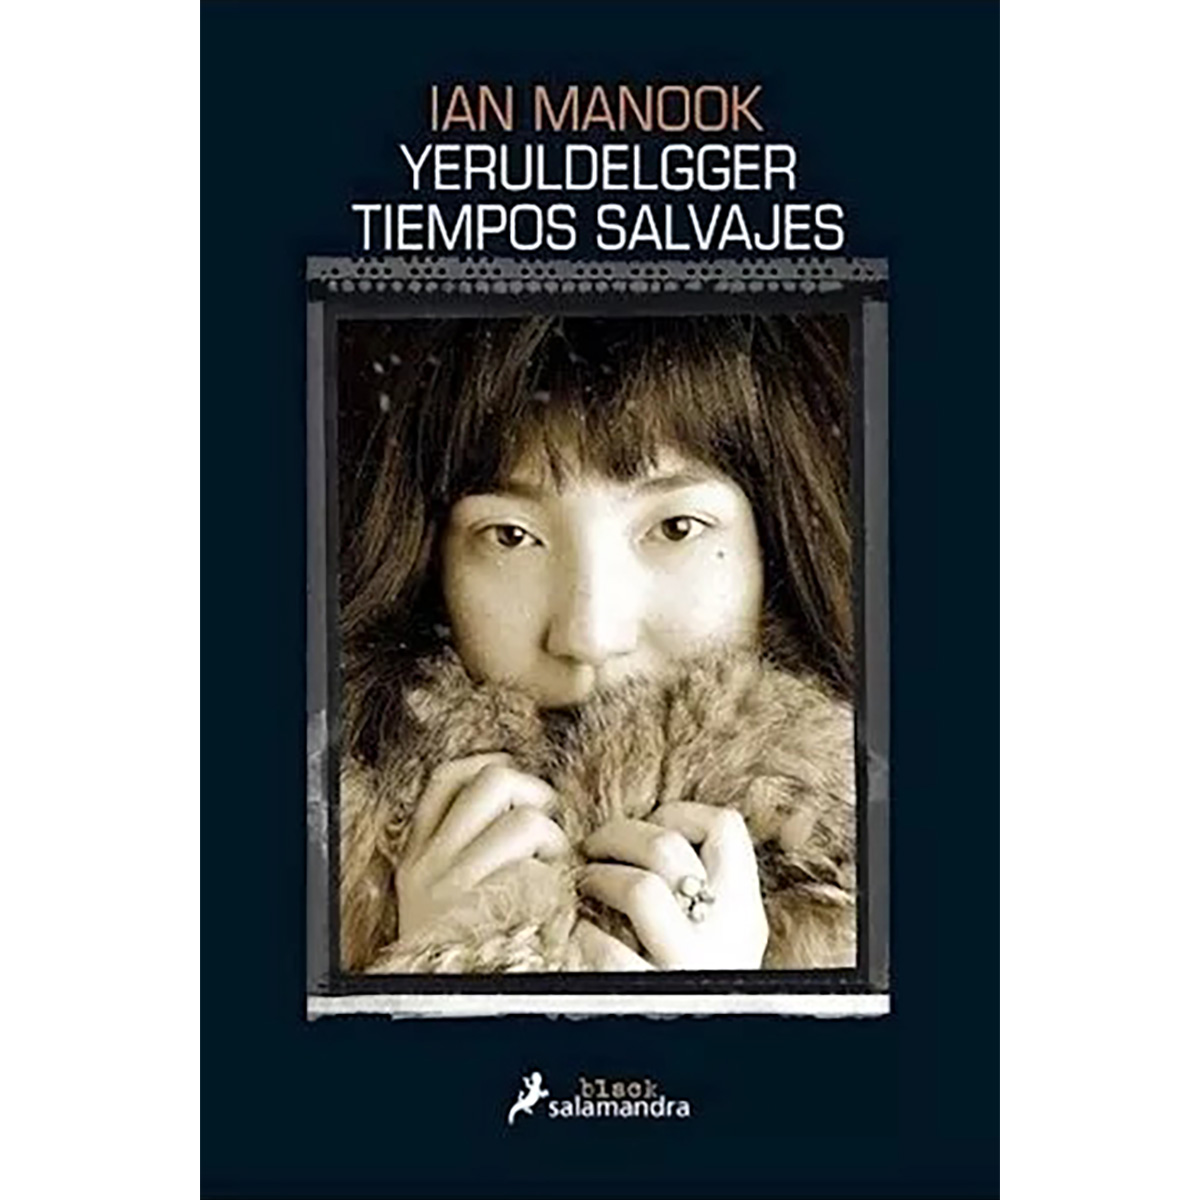 IAN MANOOK
YERULDELGGER
TIEMPOS SALVAJES
black
salamandra